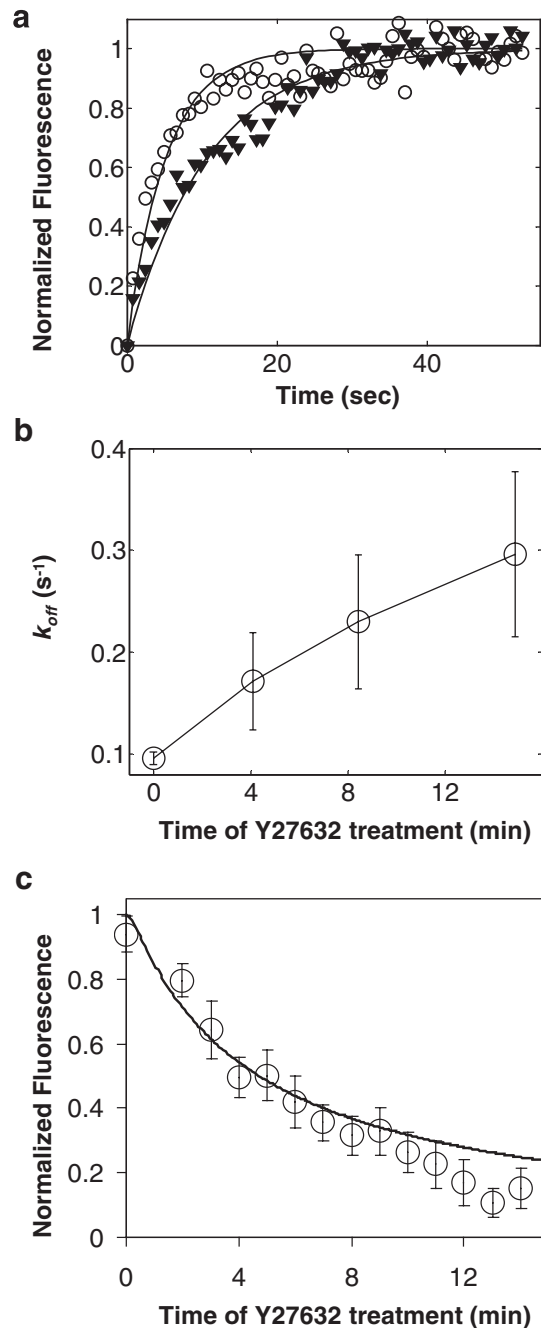 a
Normalized Fluorescence
1
0.8
0.6
0.4
0.2
0
0 20 40
Time (sec)
b
k_off (s⁻¹)
0.4
0.3
0.2
0.1
0 4 8 12
Time of Y27632 treatment (min)
c
Normalized Fluorescence
1
0.8
0.6
0.4
0.2
0
0 4 8 12
Time of Y27632 treatment (min)